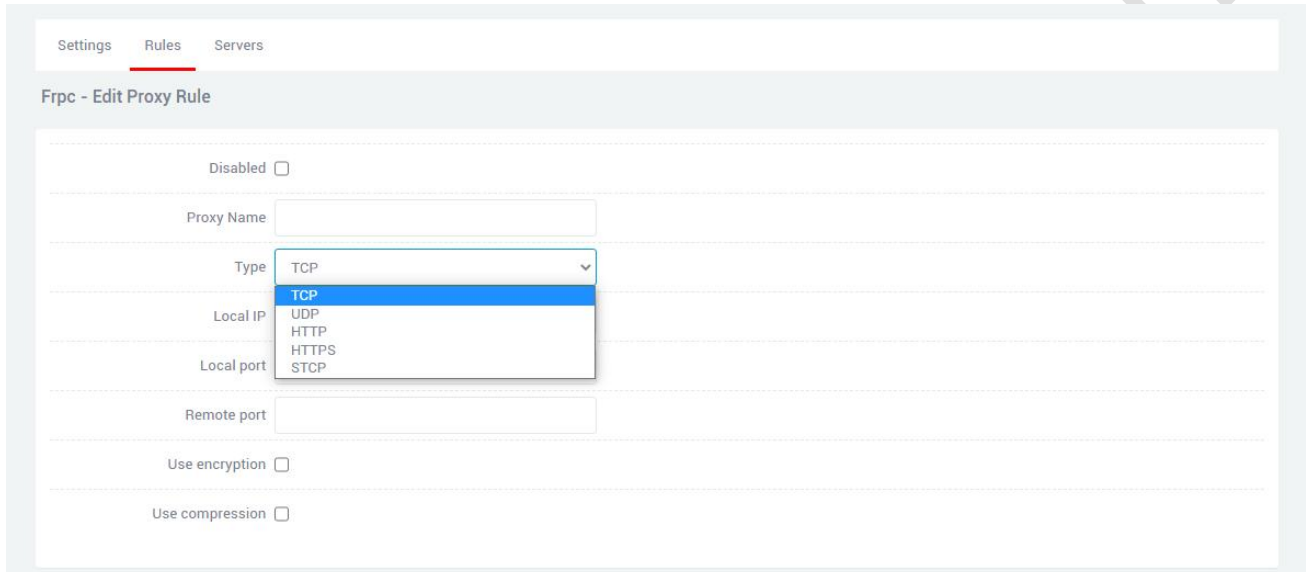 Settings Rules Servers
Frpc - Edit Proxy Rule
Disabled
Proxy Name
Type TCP
TCP
UDP
Local IP
HTTP
HTTPS
Local port
STCP
Remote port
Use encryption
Use compression